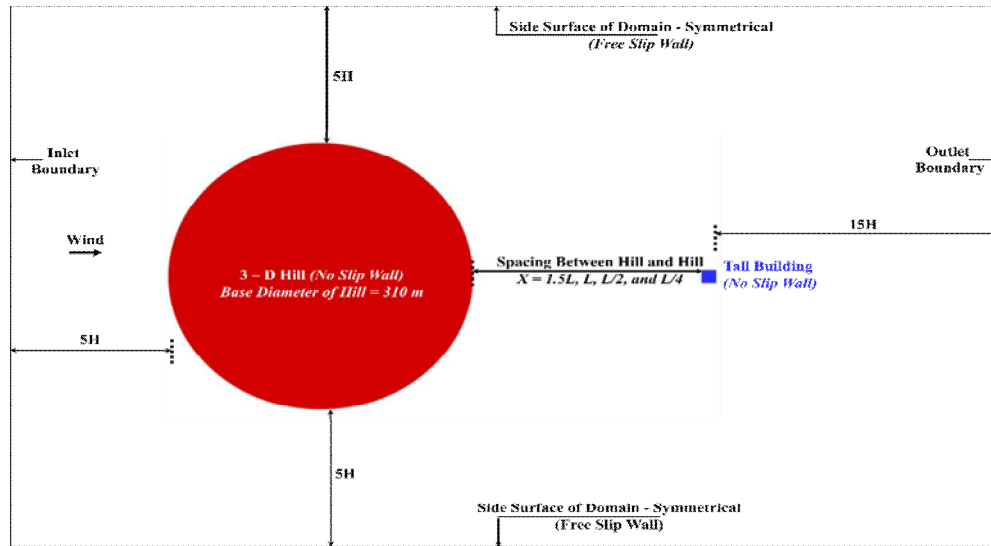 Side Surface of Domain - Symmetrical
(Free Slip Wall)
5H
Inlet
Boundary
Outlet
Boundary
Wind
15H
Spacing Between Hill and Hill
X = 1.5L, L, L/2, and L/4
Tall Building
(No Slip Wall)
3 – D Hill (No Slip Wall)
Base Diameter of Hill = 310 m
5H
5H
Side Surface of Domain - Symmetrical
(Free Slip Wall)